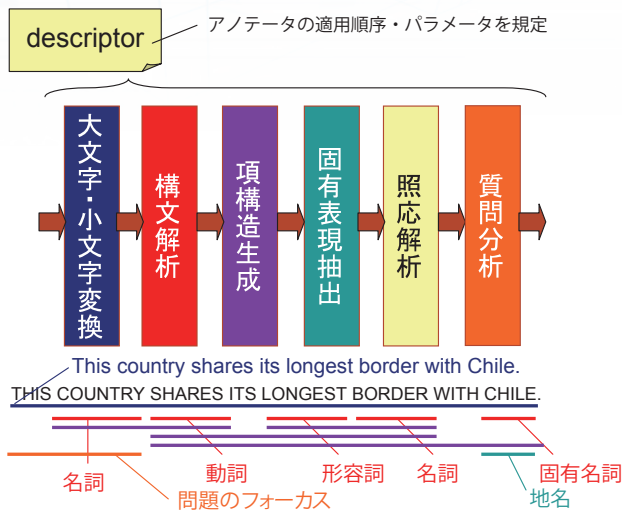 descriptor
アノテータの適用順序・パラメータを規定
大文字・小文字変換
構文解析
項構造生成
固有表現抽出
照応解析
質問分析
This country shares its longest border with Chile.
THIS COUNTRY SHARES ITS LONGEST BORDER WITH CHILE.
名詞
動詞
形容詞
名詞
固有名詞
問題のフォーカス
地名